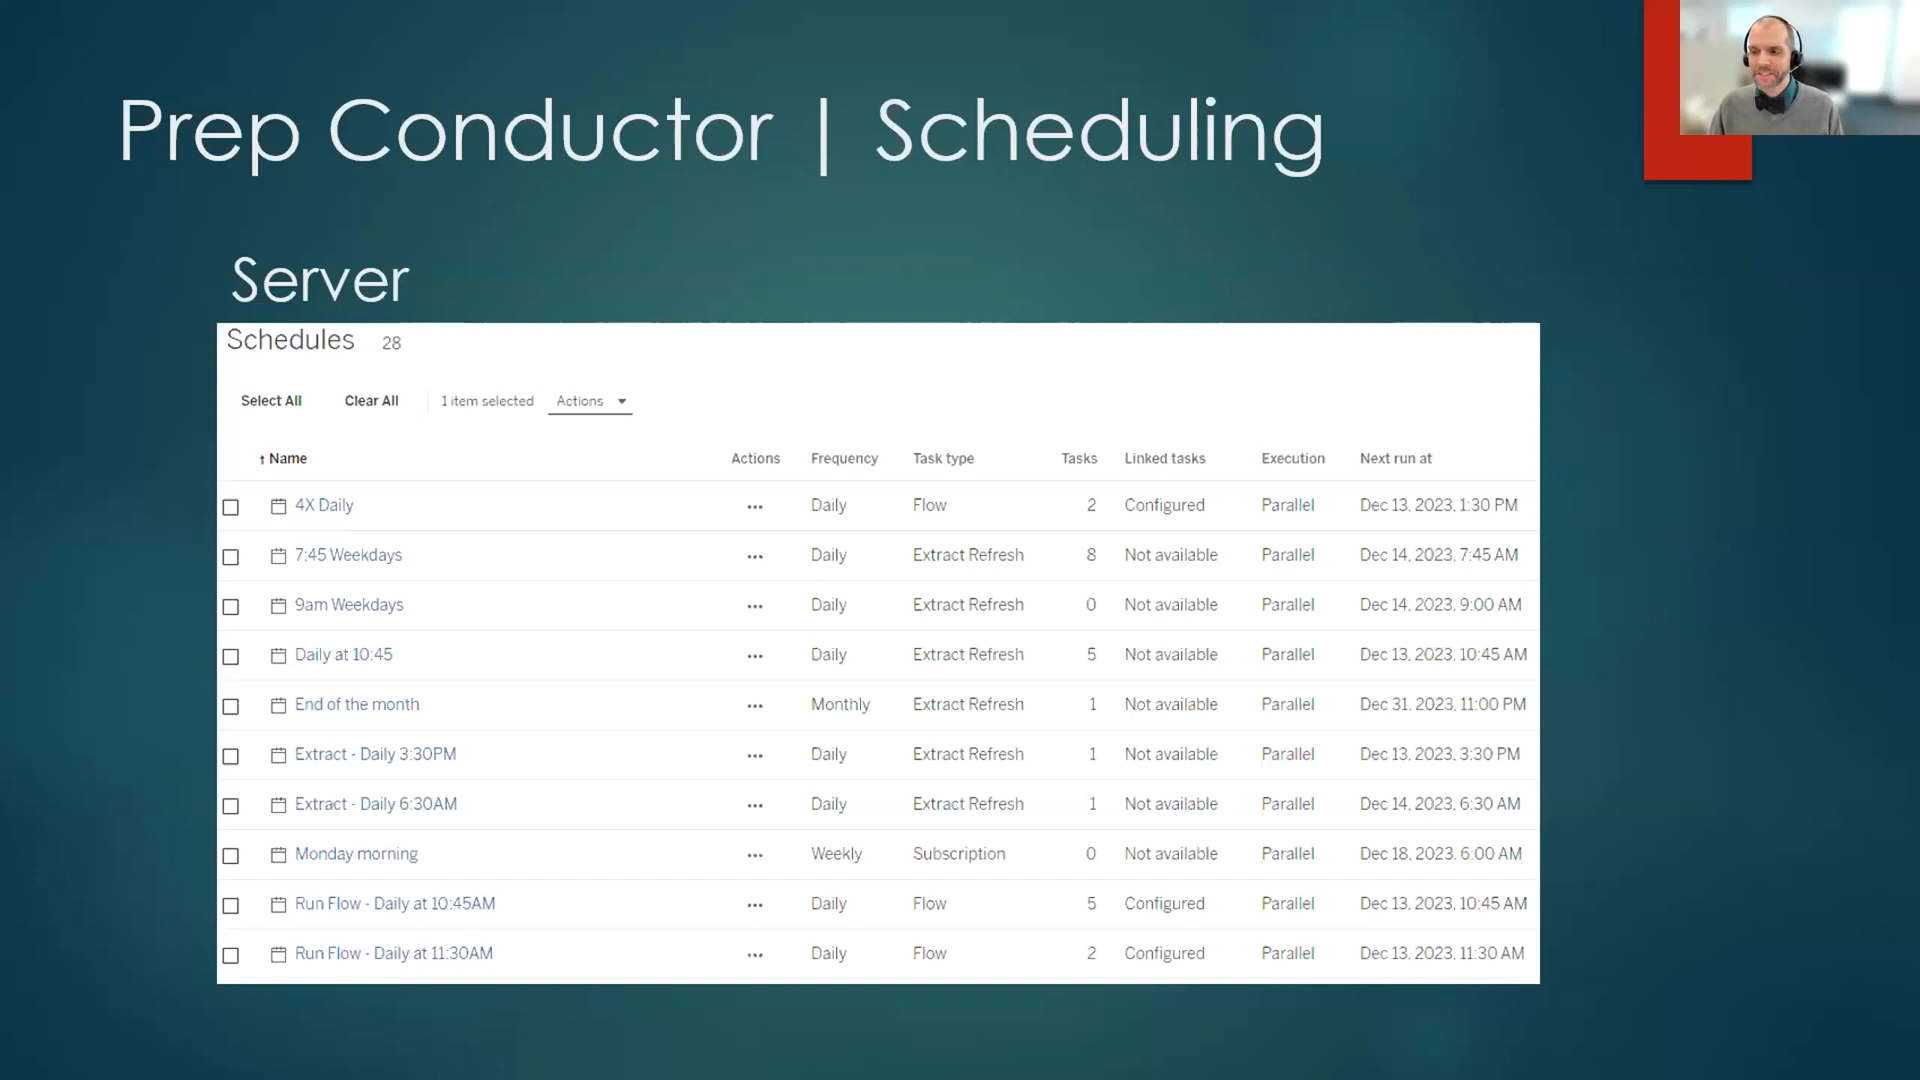 Prep Conductor | Scheduling
Server
Schedules 28
Select All Clear All 1 item selected Actions
↑ Name Actions Frequency Task type Tasks Linked tasks Execution Next run at
4X Daily ... Daily Flow 2 Configured Parallel Dec 13, 2023, 1:30 PM
7:45 Weekdays ... Daily Extract Refresh 8 Not available Parallel Dec 14, 2023, 7:45 AM
9am Weekdays ... Daily Extract Refresh 0 Not available Parallel Dec 14, 2023, 9:00 AM
Daily at 10:45 ... Daily Extract Refresh 5 Not available Parallel Dec 13, 2023, 10:45 AM
End of the month ... Monthly Extract Refresh 1 Not available Parallel Dec 31, 2023, 11:00 PM
Extract - Daily 3:30PM ... Daily Extract Refresh 1 Not available Parallel Dec 13, 2023, 3:30 PM
Extract - Daily 6:30AM ... Daily Extract Refresh 1 Not available Parallel Dec 14, 2023, 6:30 AM
Monday morning ... Weekly Subscription 0 Not available Parallel Dec 18, 2023, 6:00 AM
Run Flow - Daily at 10:45AM ... Daily Flow 5 Configured Parallel Dec 13, 2023, 10:45 AM
Run Flow - Daily at 11:30AM ... Daily Flow 2 Configured Parallel Dec 13, 2023, 11:30 AM